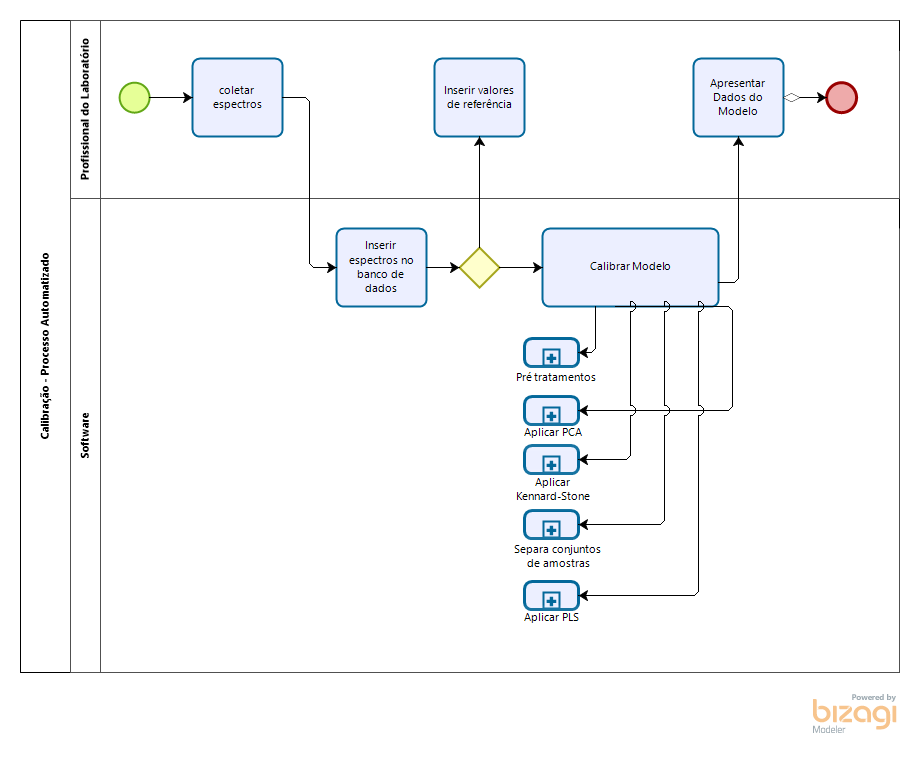 Calibração - Processo Automatizado
Profissional do Laboratório
coletar
espectros
Inserir valores
de referência
Apresentar
Dados do
Modelo
Software
Inserir
espectros no
banco de
dados
Calibrar Modelo
Pré tratamentos
Aplicar PCA
Aplicar
Kennard-Stone
Separa conjuntos
de amostras
Aplicar PLS
Powered by
bizagi
Modeler